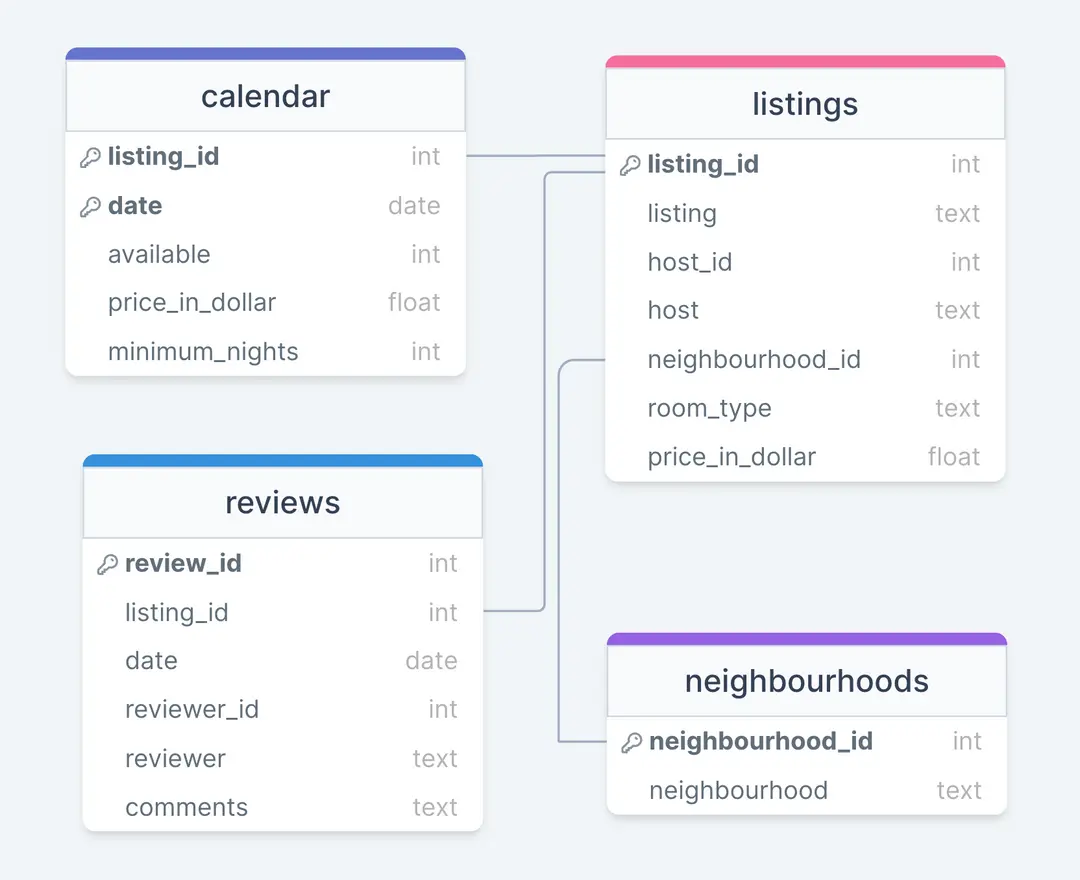 calendar
listing_id int
date date
available int
price_in_dollar float
minimum_nights int
listings
listing_id int
listing text
host_id int
host text
neighbourhood_id int
room_type text
price_in_dollar float
reviews
review_id int
listing_id int
date date
reviewer_id int
reviewer text
comments text
neighbourhoods
neighbourhood_id int
neighbourhood text